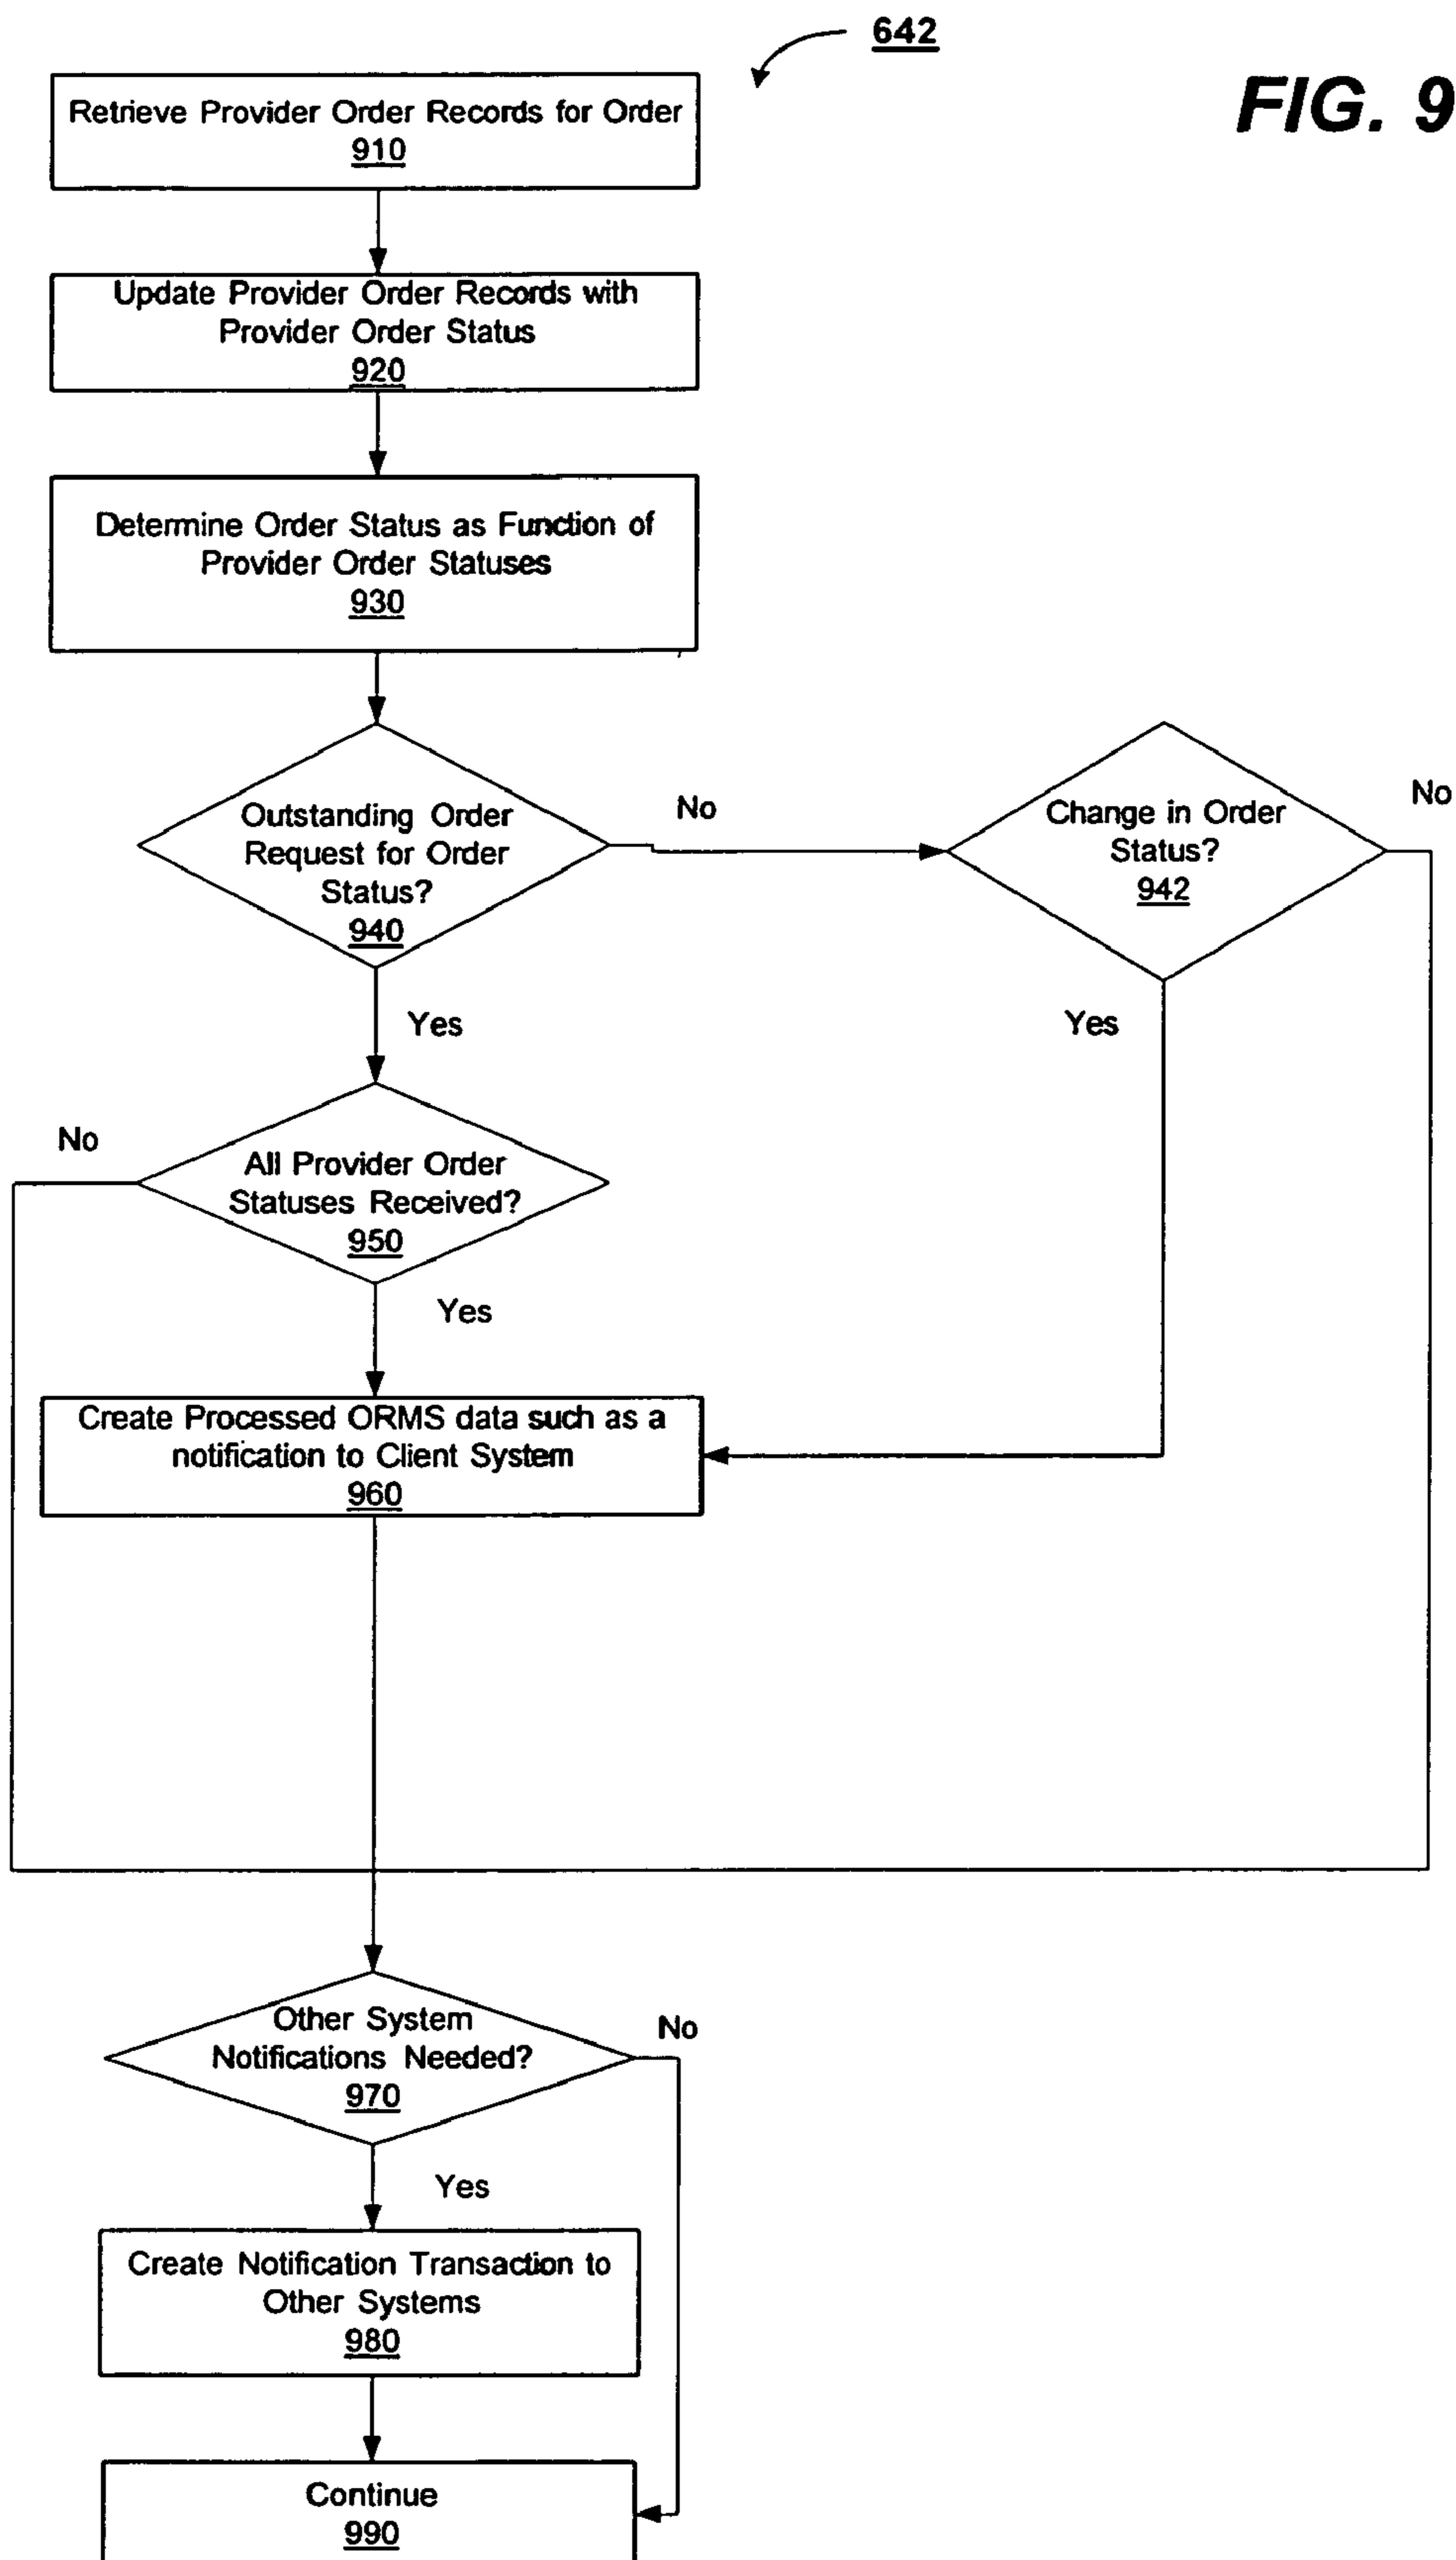 642
FIG. 9
Retrieve Provider Order Records for Order
910
Update Provider Order Records with
Provider Order Status
920
Determine Order Status as Function of
Provider Order Statuses
930
Outstanding Order
Request for Order
Status?
940
No
Change in Order
Status?
942
No
Yes
Yes
All Provider Order
Statuses Received?
950
No
Yes
Create Processed ORMS data such as a
notification to Client System
960
Other System
Notifications Needed?
970
No
Yes
Create Notification Transaction to
Other Systems
980
Continue
990